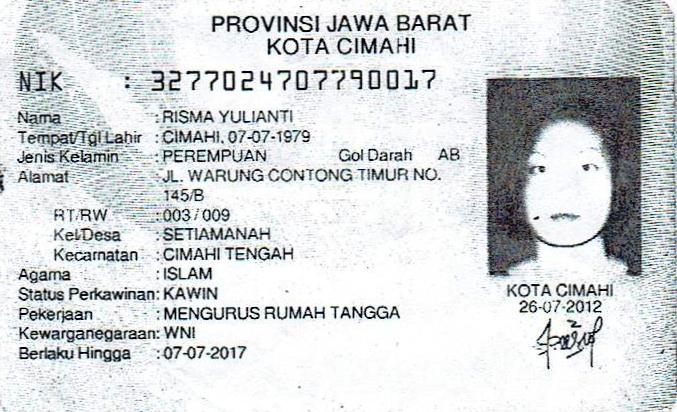 PROVINSI JAWA BARAT
KOTA CIMAHI
NIK : 3277024707790017
Nama : RISMA YULIANTI
Tempat/Tgl Lahir : CIMAHI, 07-07-1979
Jenis Kelamin : PEREMPUAN Gol Darah AB
Alamat : JL. WARUNG CONTONG TIMUR NO.
145/B
RT/RW : 003 / 009
Kel/Desa : SETIAMANAH
Kecamatan : CIMAHI TENGAH
Agama : ISLAM
Status Perkawinan: KAWIN
Pekerjaan : MENGURUS RUMAH TANGGA
Kewarganegaraan: WNI
Berlaku Hingga : 07-07-2017
KOTA CIMAHI
26-07-2012